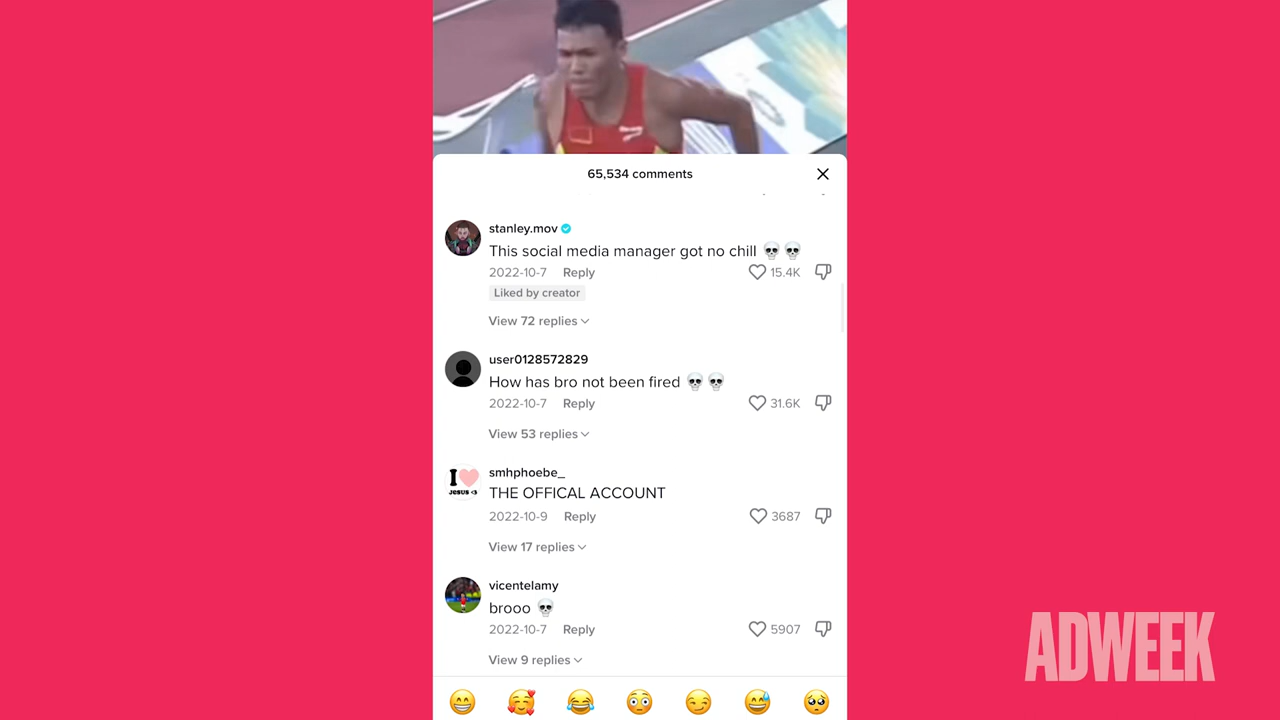 65,534 comments
stanley.mov
This social media manager got no chill 💀💀
2022-10-7 Reply 15.4K
Liked by creator
View 72 replies
user0128572829
How has bro not been fired 💀💀
2022-10-7 Reply 31.6K
View 53 replies
I ❤
JESUS <3
smhphoebe_
THE OFFICAL ACCOUNT
2022-10-9 Reply 3687
View 17 replies
vicentelamy
brooo 💀
2022-10-7 Reply 5907
View 9 replies
ADWEEK